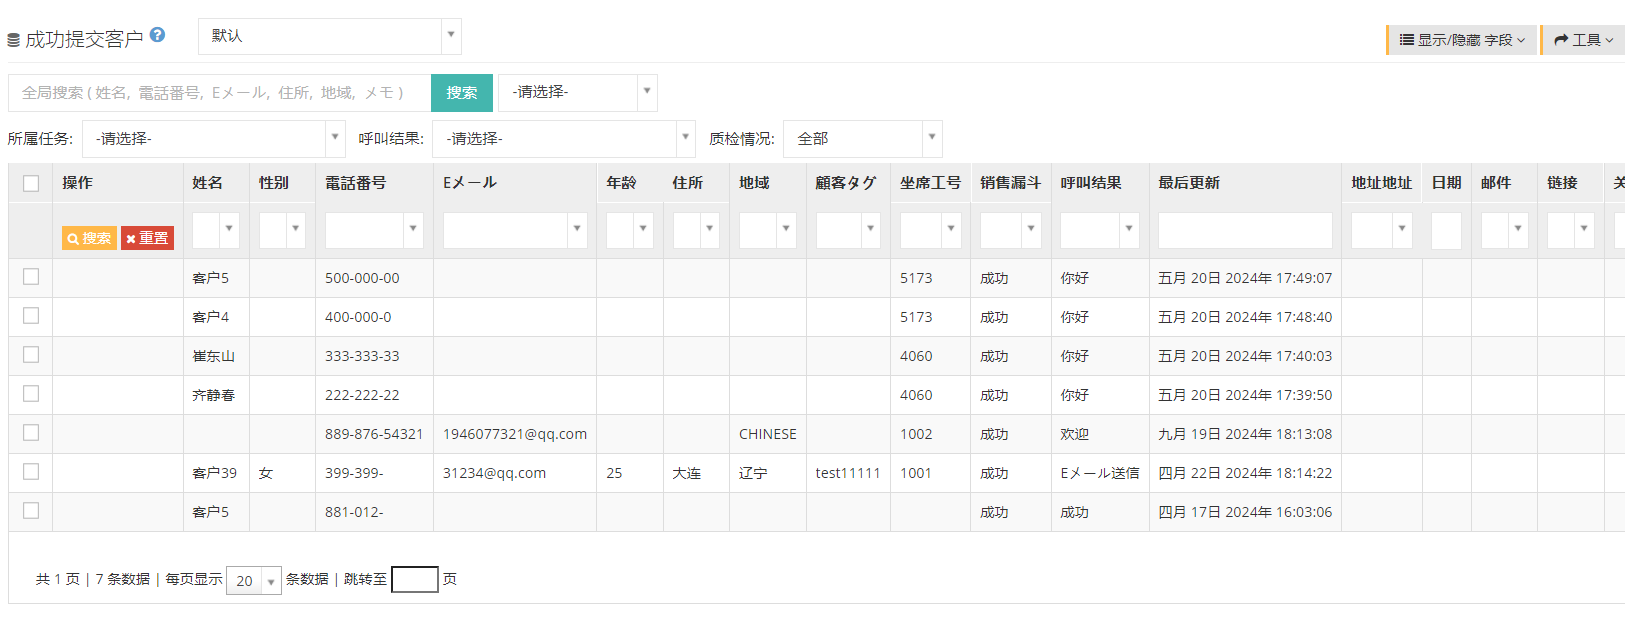 成功提交客户 ? 默认 显示/隐藏 字段 工具
全局搜索 ( 姓名, 電話番号, Eメール, 住所, 地域, メモ ) 搜索 -请选择-
所属任务: -请选择- 呼叫结果: -请选择- 质检情况: 全部
操作 姓名 性别 電話番号 Eメール 年龄 住所 地域 顧客タグ 坐席工号 销售漏斗 呼叫结果 最后更新 地址地址 日期 邮件 链接
搜索 重置
客户5 500-000-00 5173 成功 你好 五月 20日 2024年 17:49:07
客户4 400-000-0 5173 成功 你好 五月 20日 2024年 17:48:40
崔东山 333-333-33 4060 成功 你好 五月 20日 2024年 17:40:03
齐静春 222-222-22 4060 成功 你好 五月 20日 2024年 17:39:50
889-876-54321 1946077321@qq.com CHINESE 1002 成功 欢迎 九月 19日 2024年 18:13:08
客户39 女 399-399- 31234@qq.com 25 大连 辽宁 test11111 1001 成功 Eメール送信 四月 22日 2024年 18:14:22
客户5 881-012- 成功 成功 四月 17日 2024年 16:03:06
共 1 页 | 7 条数据 | 每页显示 20 条数据 | 跳转至 页